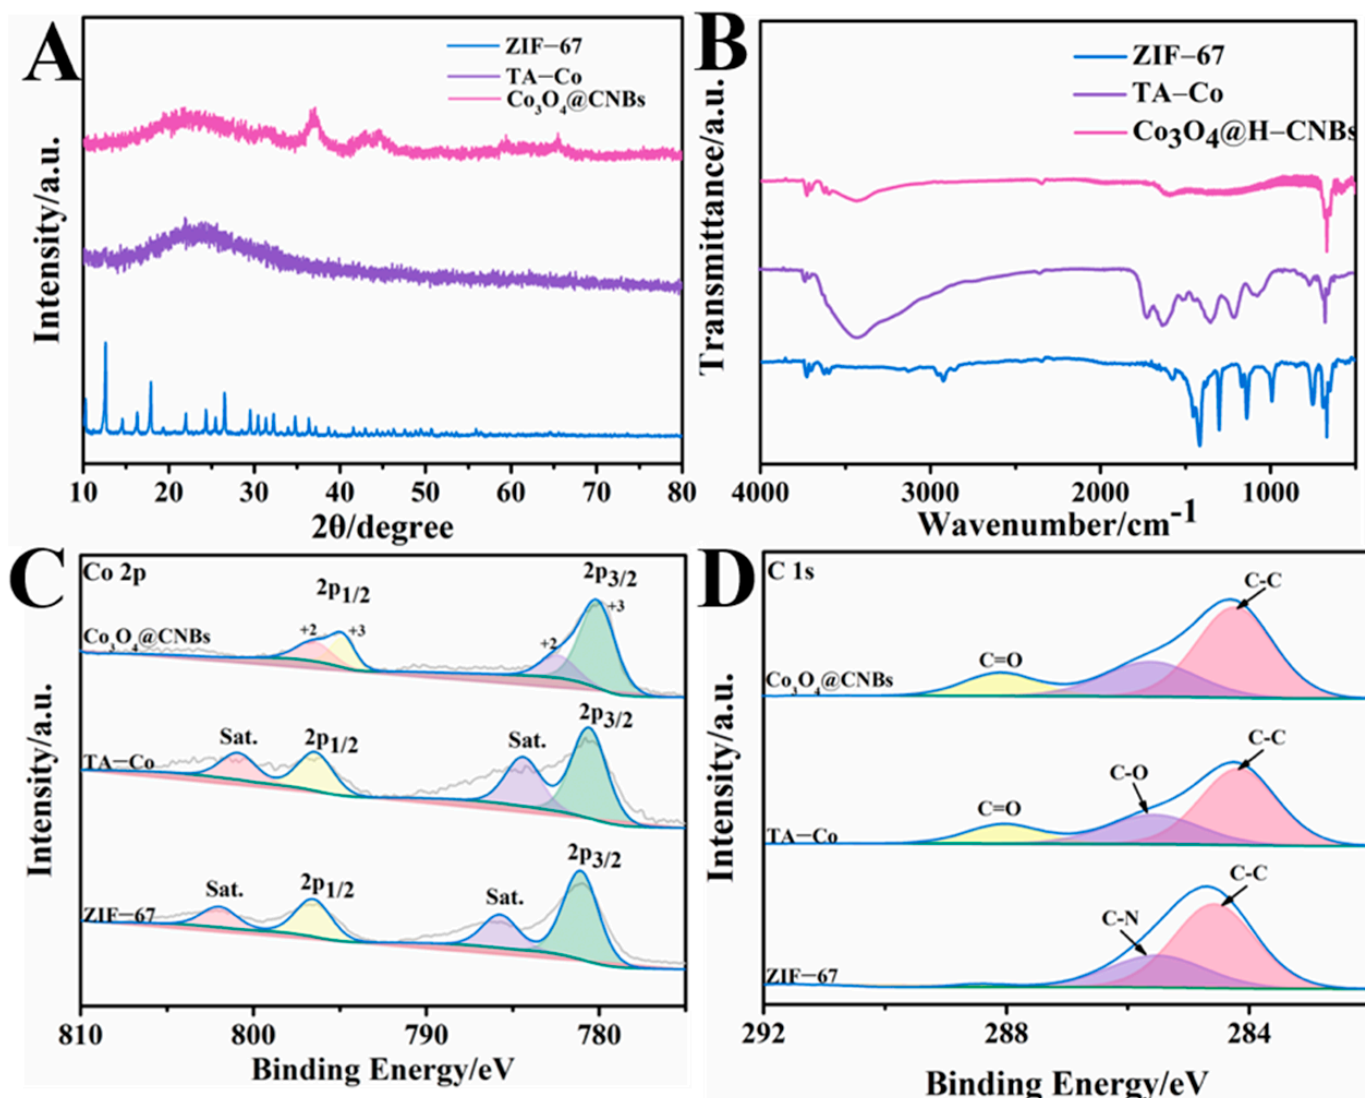 A
ZIF−67
TA−Co
Co3O4@CNBs
Intensity/a.u.
10 20 30 40 50 60 70 80
2θ/degree
B
ZIF−67
TA−Co
Co3O4@H−CNBs
Transmittance/a.u.
4000 3000 2000 1000
Wavenumber/cm-1
C
Co 2p
2p1/2
2p3/2
+2
+3
+2
+3
Co3O4@CNBs
Sat.
2p1/2
Sat.
2p3/2
TA−Co
Sat.
2p1/2
Sat.
2p3/2
ZIF−67
Intensity/a.u.
810 800 790 780
Binding Energy/eV
D
C 1s
C-C
C=O
Co3O4@CNBs
C-C
C-O
C=O
TA−Co
C-C
C-N
ZIF−67
Intensity/a.u.
292 288 284
Binding Energy/eV